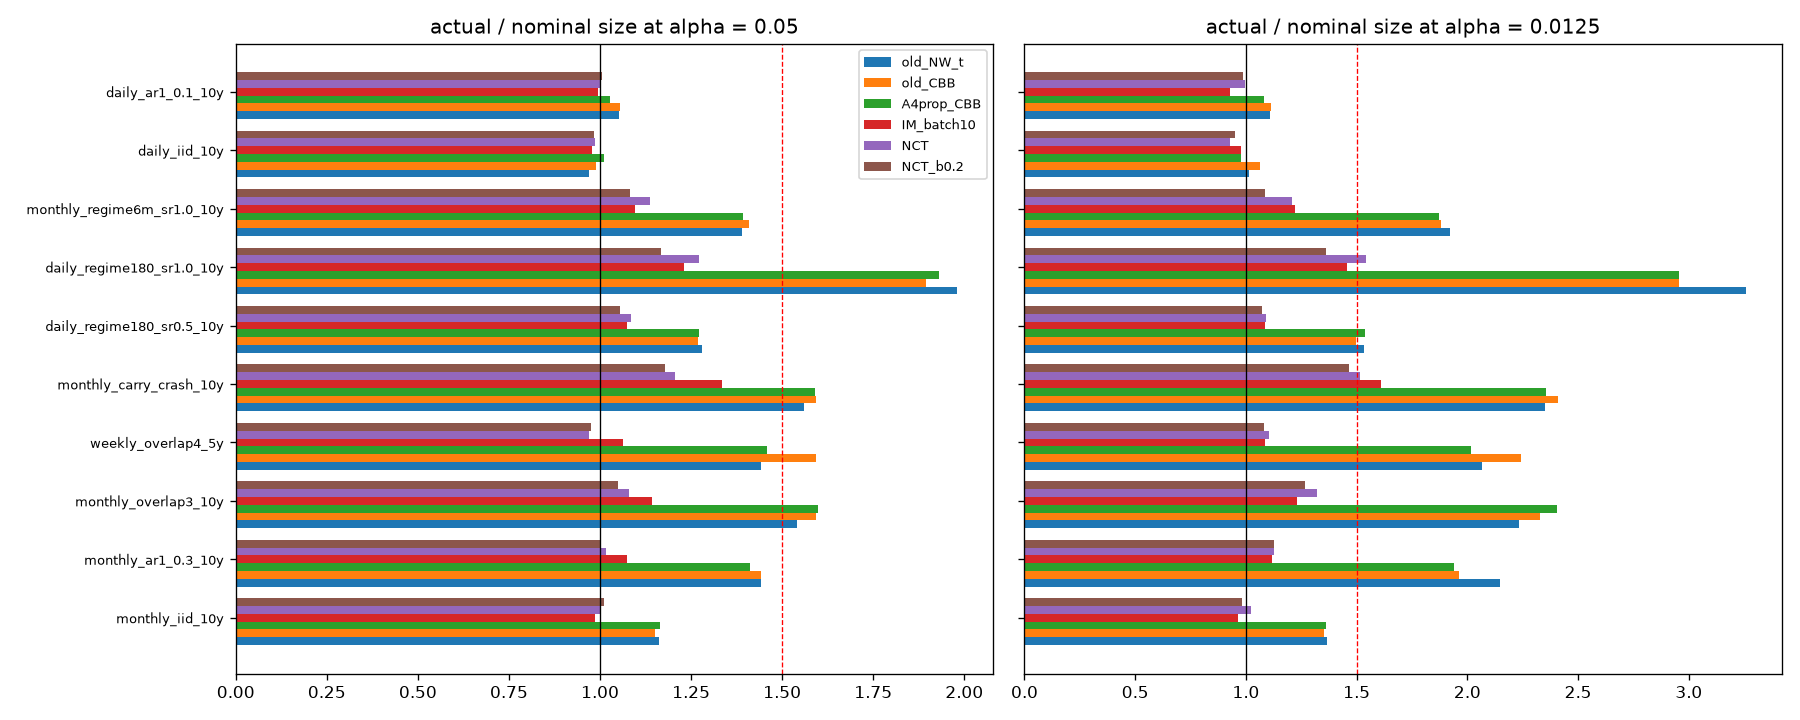 actual / nominal size at alpha = 0.05
actual / nominal size at alpha = 0.0125
old_NW_t
old_CBB
A4prop_CBB
IM_batch10
NCT
NCT_b0.2
daily_ar1_0.1_10y
daily_iid_10y
monthly_regime6m_sr1.0_10y
daily_regime180_sr1.0_10y
daily_regime180_sr0.5_10y
monthly_carry_crash_10y
weekly_overlap4_5y
monthly_overlap3_10y
monthly_ar1_0.3_10y
monthly_iid_10y
0.00 0.25 0.50 0.75 1.00 1.25 1.50 1.75 2.00
0.0 0.5 1.0 1.5 2.0 2.5 3.0